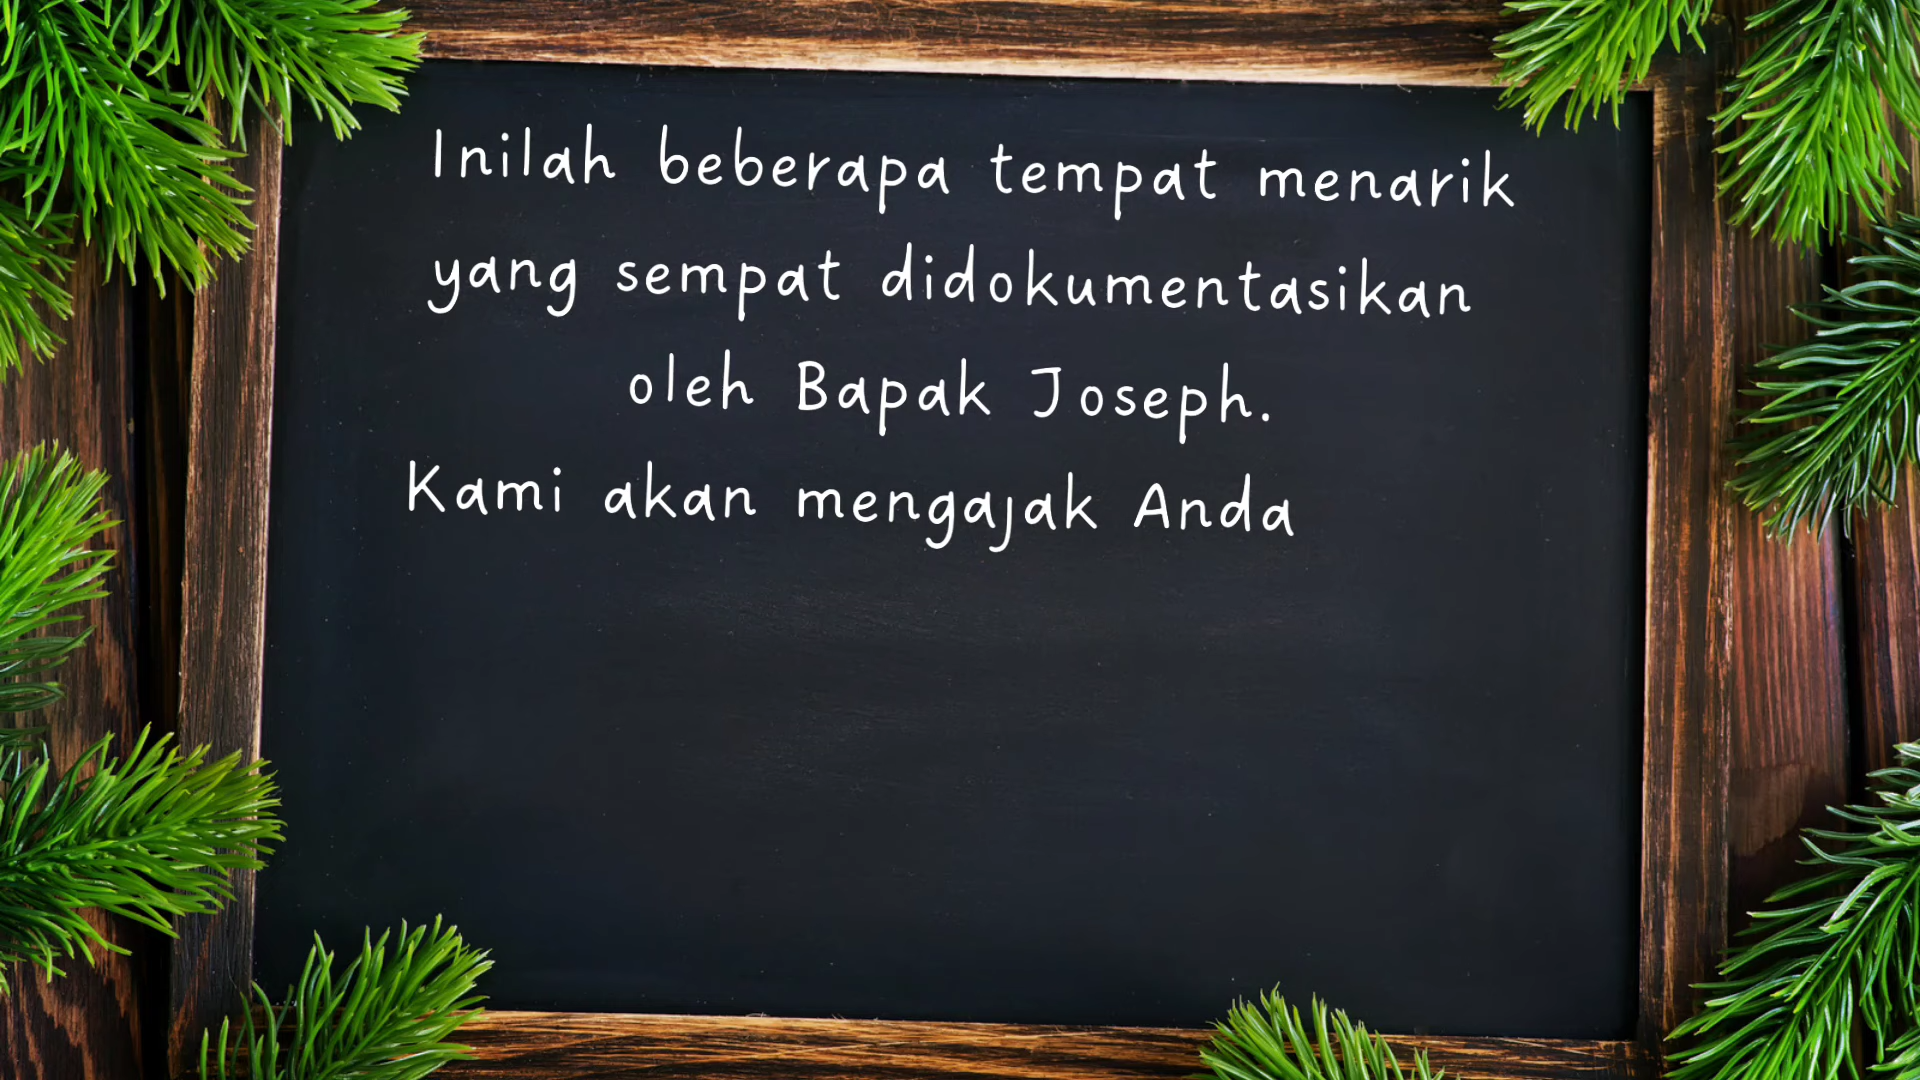 Inilah beberapa tempat menarik
yang sempat didokumentasikan
oleh Bapak Joseph.
Kami akan mengajak Anda